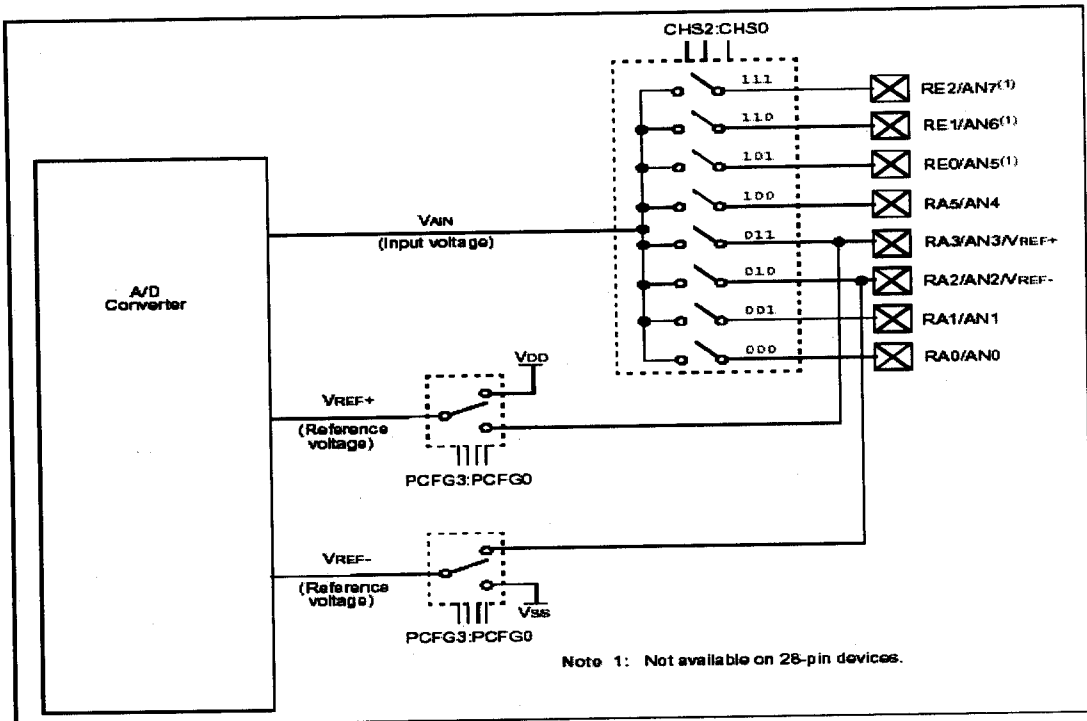 CHS2:CHS0
111
RE2/AN7(1)
110
RE1/AN6(1)
101
RE0/AN5(1)
100
RA5/AN4
VAIN
(Input voltage)
011
RA3/AN3/VREF+
010
RA2/AN2/VREF-
A/D
Converter
001
RA1/AN1
000
RA0/AN0
VDD
VREF+
(Reference
voltage)
PCFG3:PCFG0
VREF-
(Reference
voltage)
VSS
PCFG3:PCFG0
Note 1: Not available on 28-pin devices.